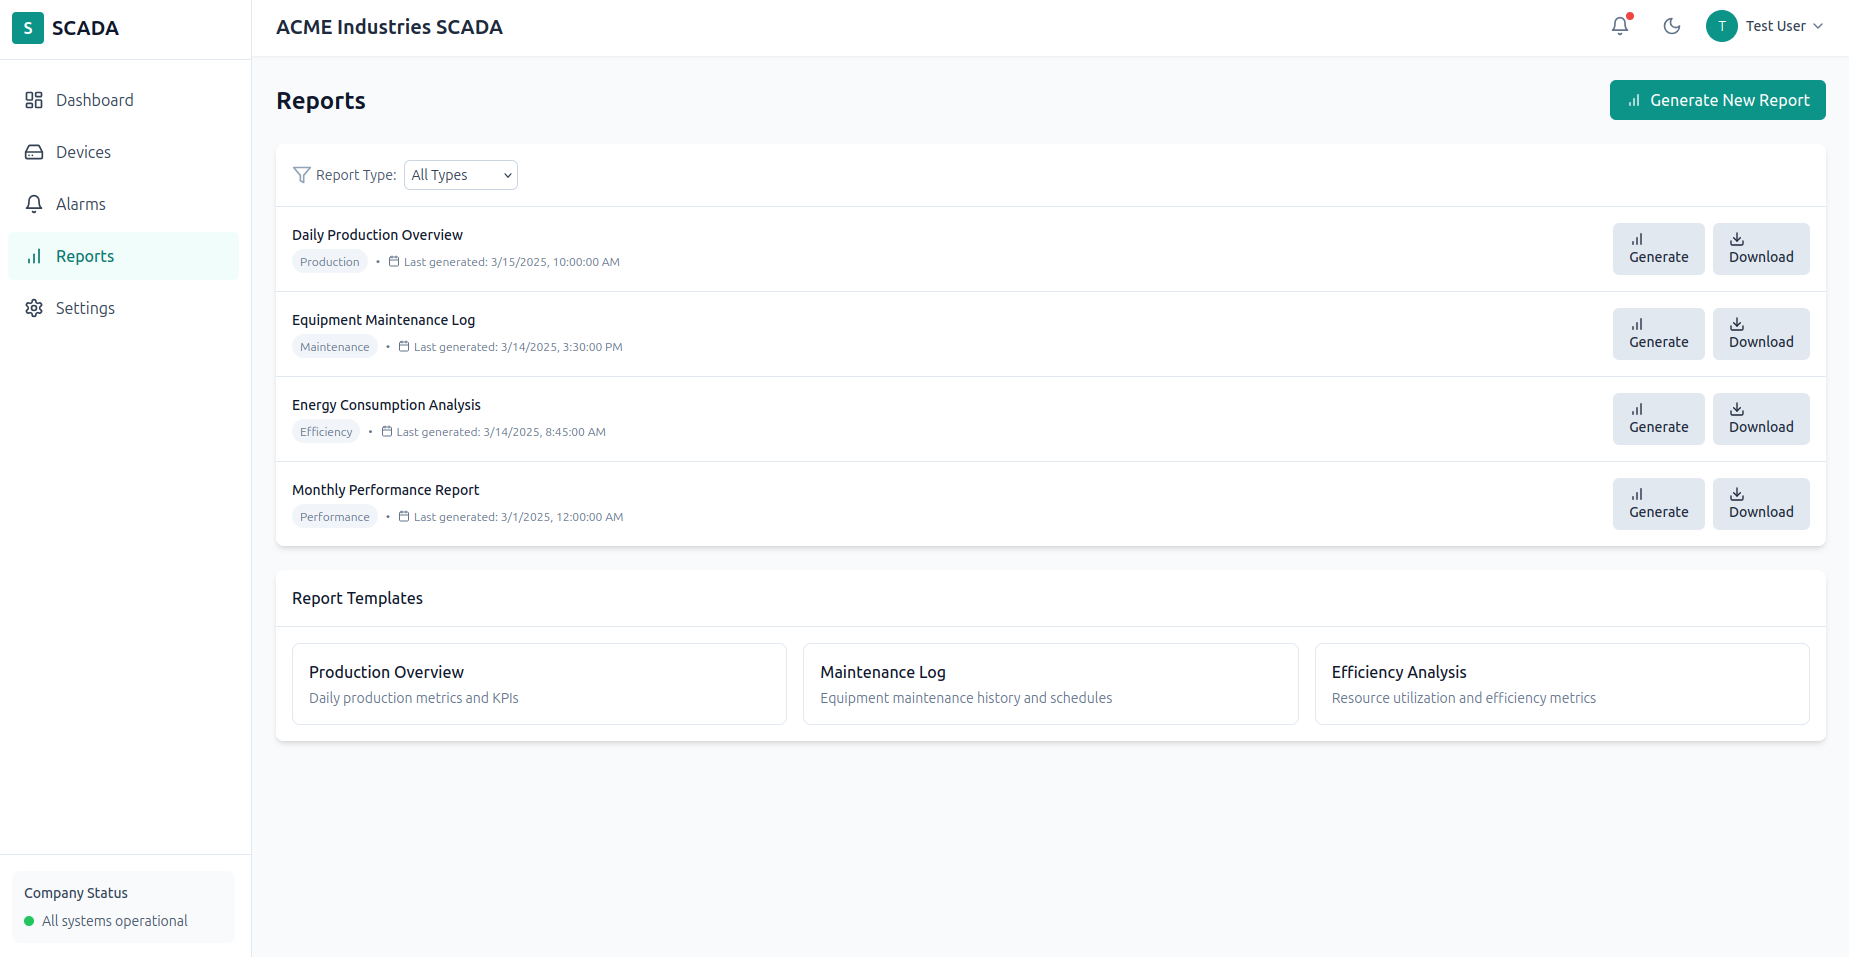 S SCADA
ACME Industries SCADA
T Test User
Dashboard
Devices
Alarms
Reports
Settings
Company Status
All systems operational
Reports
Generate New Report
Report Type: All Types
Daily Production Overview
Production • Last generated: 3/15/2025, 10:00:00 AM
Generate
Download
Equipment Maintenance Log
Maintenance • Last generated: 3/14/2025, 3:30:00 PM
Generate
Download
Energy Consumption Analysis
Efficiency • Last generated: 3/14/2025, 8:45:00 AM
Generate
Download
Monthly Performance Report
Performance • Last generated: 3/1/2025, 12:00:00 AM
Generate
Download
Report Templates
Production Overview
Daily production metrics and KPIs
Maintenance Log
Equipment maintenance history and schedules
Efficiency Analysis
Resource utilization and efficiency metrics